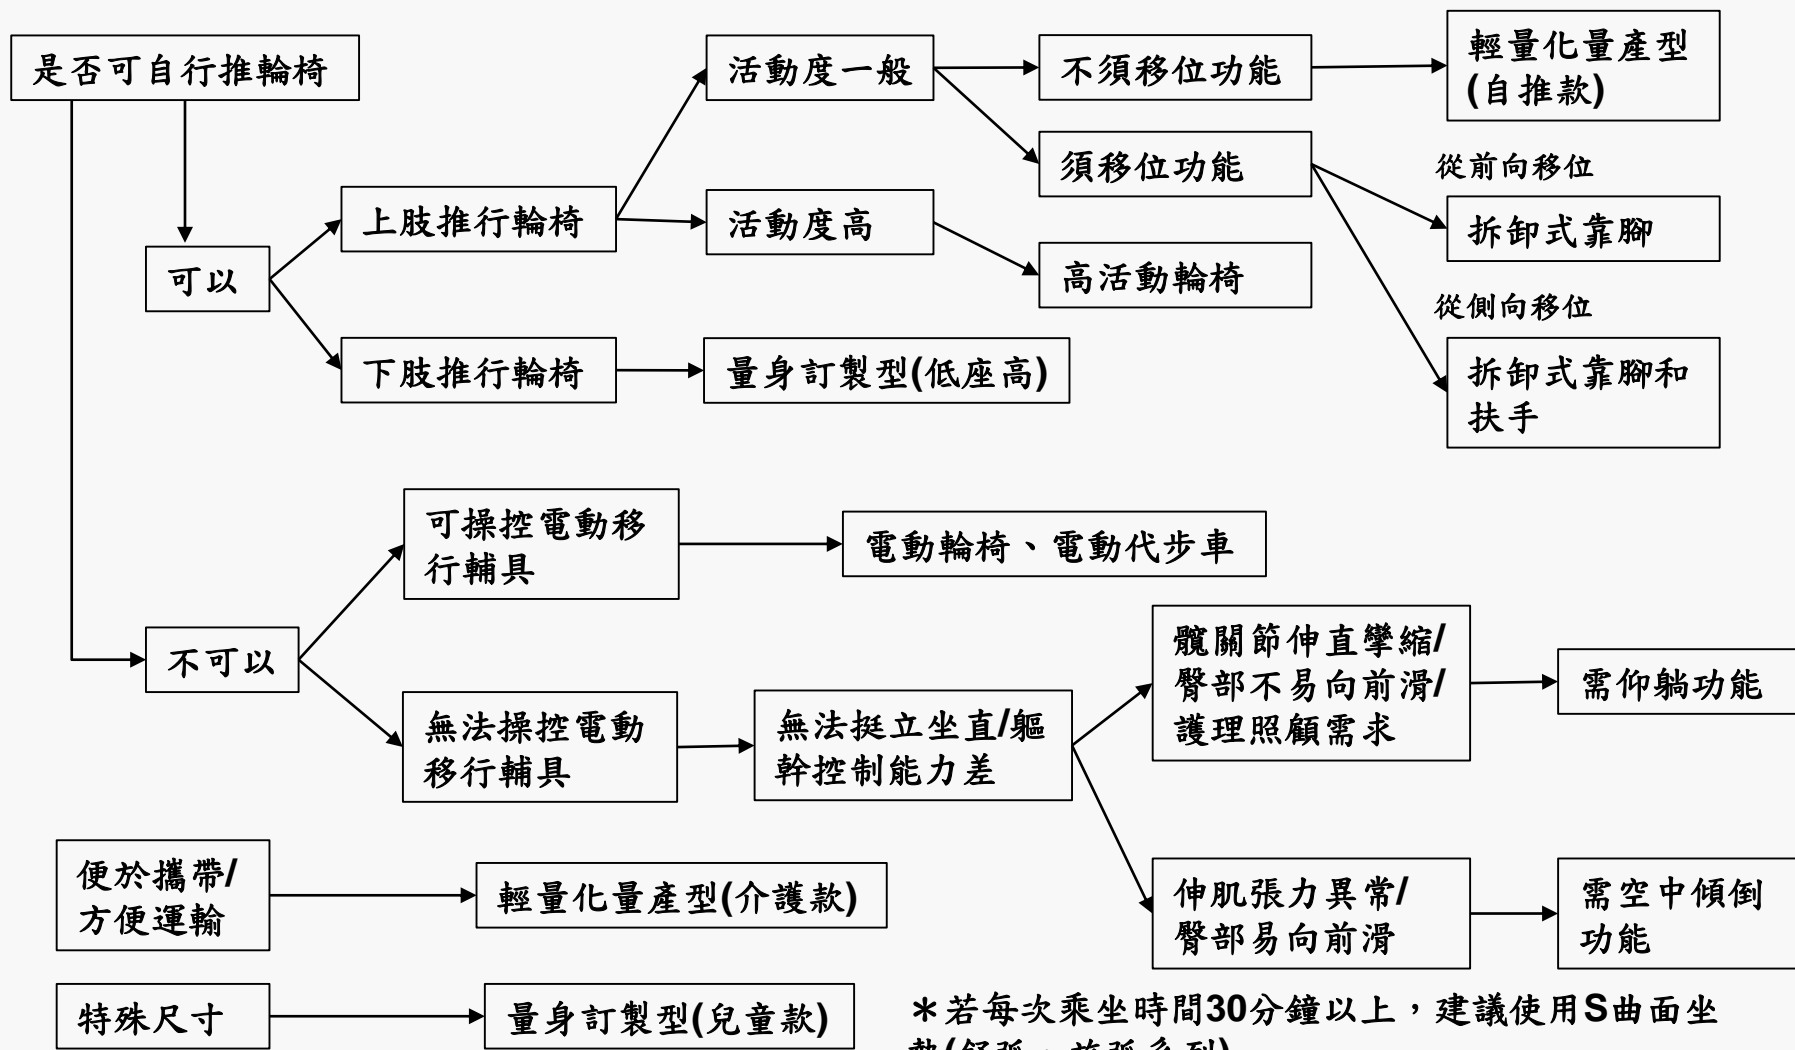 是否可自行推輪椅
活動度一般
不須移位功能
輕量化量產型
(自推款)
須移位功能
從前向移位
上肢推行輪椅
活動度高
拆卸式靠腳
可以
高活動輪椅
從側向移位
下肢推行輪椅
量身訂製型(低座高)
拆卸式靠腳和
扶手
可操控電動移
行輔具
電動輪椅、電動代步車
不可以
髖關節伸直攣縮/
臀部不易向前滑/
護理照顧需求
需仰躺功能
無法操控電動
移行輔具
無法挺立坐直/軀
幹控制能力差
便於攜帶/
方便運輸
輕量化量產型(介護款)
伸肌張力異常/
臀部易向前滑
需空中傾倒
功能
特殊尺寸
量身訂製型(兒童款)
＊若每次乘坐時間30分鐘以上，建議使用S曲面坐